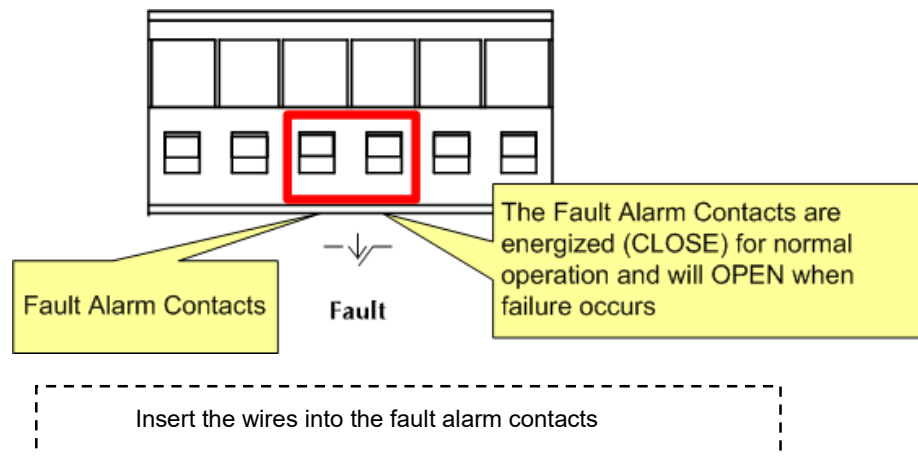 The Fault Alarm Contacts are
energized (CLOSE) for normal
operation and will OPEN when
failure occurs
Fault Alarm Contacts
Fault
Insert the wires into the fault alarm contacts